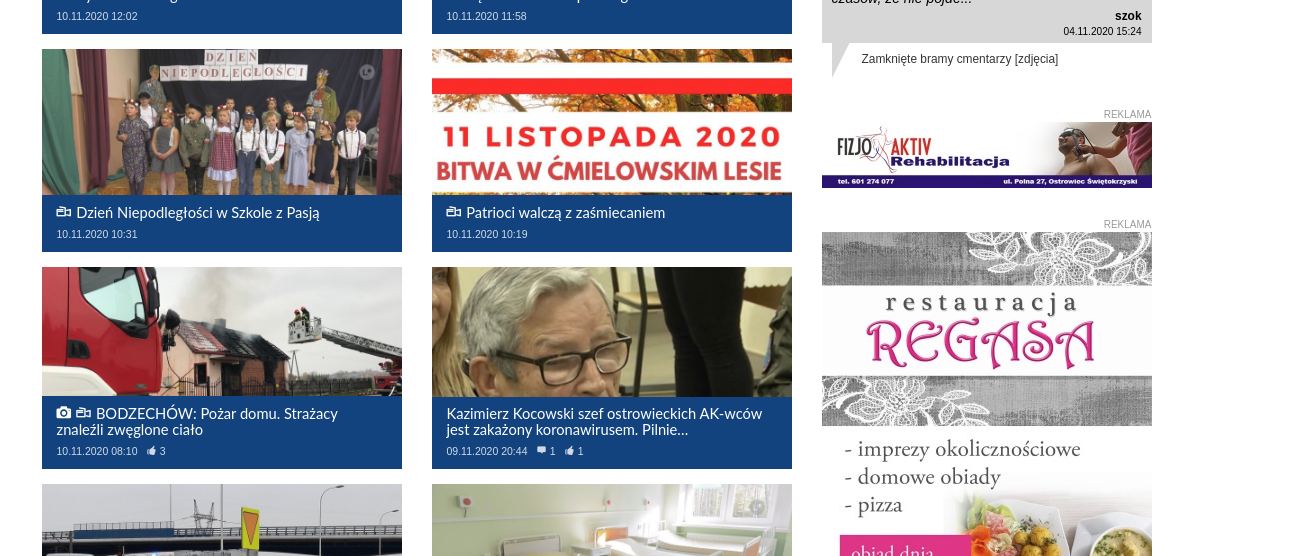 10.11.2020 12:02
10.11.2020 11:58
szok
04.11.2020 15:24
Zamknięte bramy cmentarzy [zdjęcia]
DZIEŃ
NIEPODLEGŁOŚCI
Dzień Niepodległości w Szkole z Pasją
10.11.2020 10:31
11 LISTOPADA 2020
BITWA W ĆMIELOWSKIM LESIE
Patrioci walczą z zaśmiecaniem
10.11.2020 10:19
REKLAMA
FIZJO AKTIV
Rehabilitacja
tel. 601 274 077
ul. Polna 27, Ostrowiec Świętokrzyski
REKLAMA
restauracja
REGASA
- imprezy okolicznościowe
- domowe obiady
- pizza
obiad dnia
BODZECHÓW: Pożar domu. Strażacy
znaleźli zwęglone ciało
10.11.2020 08:10 3
Kazimierz Kocowski szef ostrowieckich AK-wców
jest zakażony koronawirusem. Pilnie...
09.11.2020 20:44 1 1